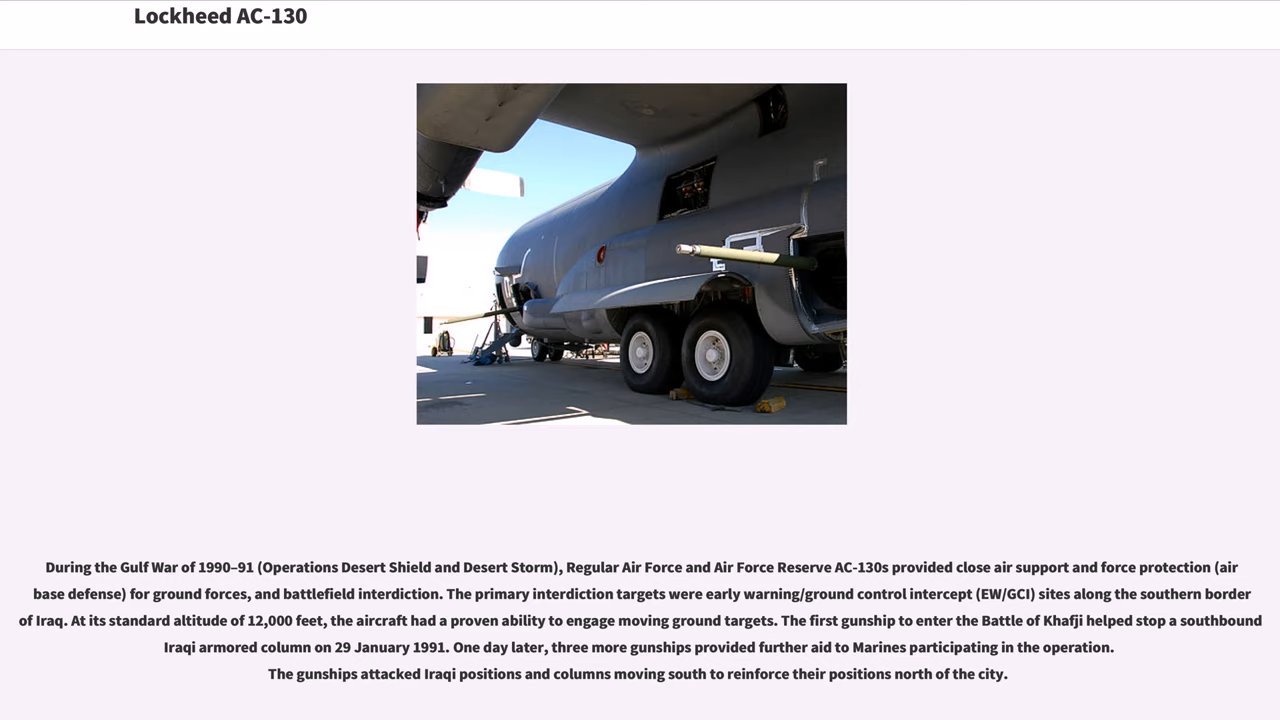 Lockheed AC-130
During the Gulf War of 1990–91 (Operations Desert Shield and Desert Storm), Regular Air Force and Air Force Reserve AC-130s provided close air support and force protection (air
base defense) for ground forces, and battlefield interdiction. The primary interdiction targets were early warning/ground control intercept (EW/GCI) sites along the southern border
of Iraq. At its standard altitude of 12,000 feet, the aircraft had a proven ability to engage moving ground targets. The first gunship to enter the Battle of Khafji helped stop a southbound
Iraqi armored column on 29 January 1991. One day later, three more gunships provided further aid to Marines participating in the operation.
The gunships attacked Iraqi positions and columns moving south to reinforce their positions north of the city.